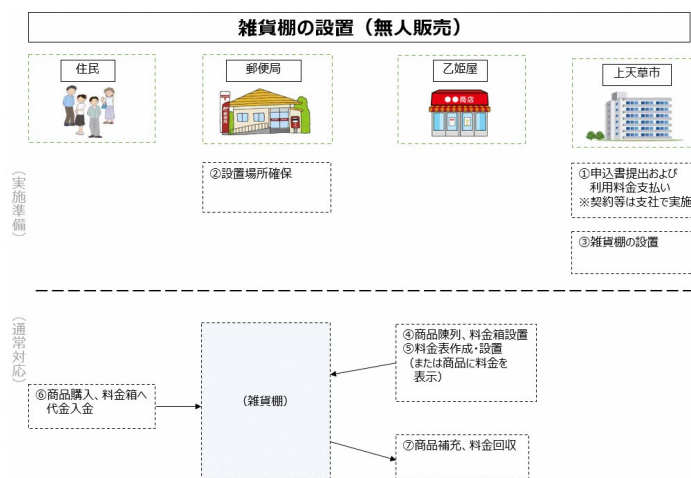 雑貨棚の設置（無人販売）
住民
郵便局
乙姫屋
上天草市
●●商店
（実施準備）
②設置場所確保
①申込書提出および
利用料金支払い
※契約等は支社で実施
③雑貨棚の設置
（通常対応）
④商品陳列、料金箱設置
⑤料金表作成・設置
（または商品に料金を
表示）
（雑貨棚）
⑥商品購入、料金箱へ
代金入金
⑦商品補充、料金回収